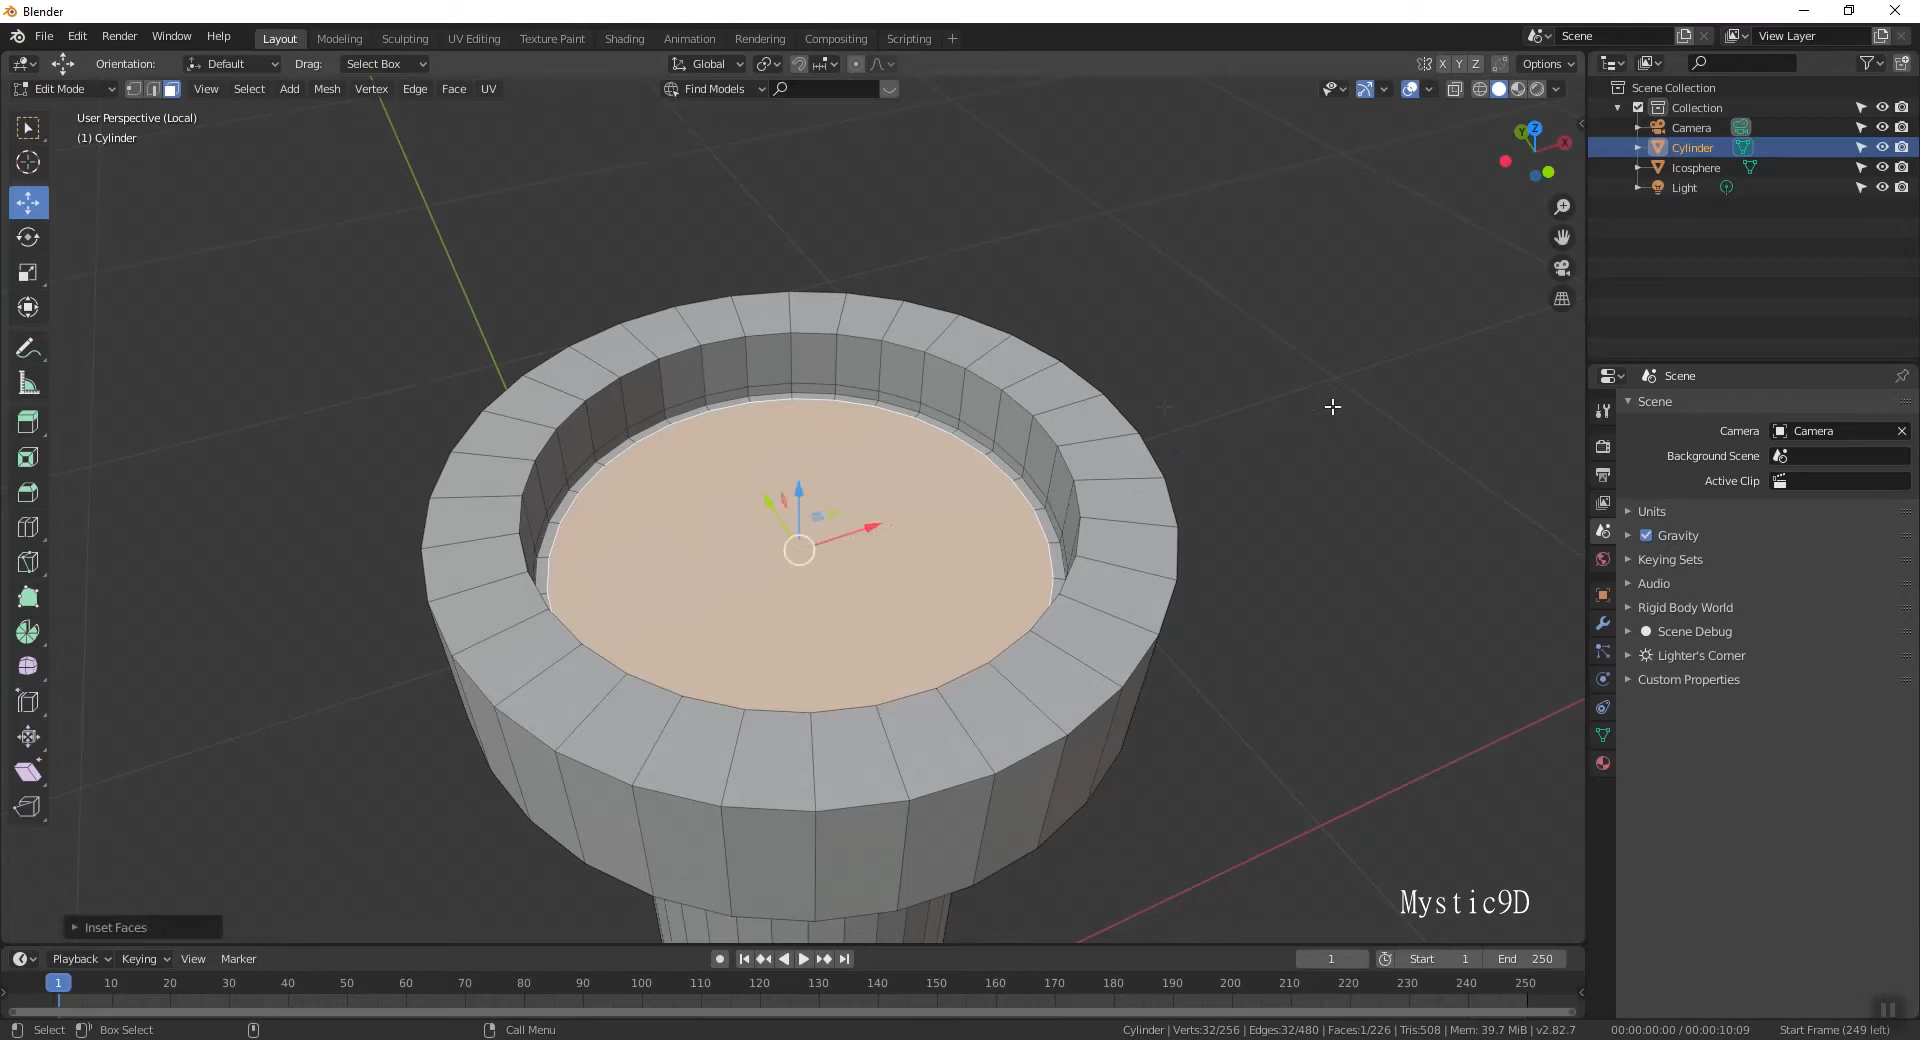 Blender
File Edit Render Window Help Layout Modeling Sculpting UV Editing Texture Paint Shading Animation Rendering Compositing Scripting + Scene View Layer
Orientation: Default Drag: Select Box Global X Y Z Options
Edit Mode View Select Add Mesh Vertex Edge Face UV Find Models
User Perspective (Local)
(1) Cylinder
Scene Collection
Collection
Camera
Cylinder
Icosphere
Light
Y Z X
Scene
Scene
Camera Camera
Background Scene
Active Clip
Units
Gravity
Keying Sets
Audio
Rigid Body World
Scene Debug
Lighter's Corner
Custom Properties
Mystic9D
Inset Faces
Playback Keying View Marker 1 Start 1 End 250
1 10 20 30 40 50 60 70 80 90 100 110 120 130 140 150 160 170 180 190 200 210 220 230 240 250
Select Box Select Call Menu Cylinder | Verts:32/256 | Edges:32/480 | Faces:1/226 | Tris:508 | Mem: 39.7 MiB | v2.82.7 00:00:00:00 / 00:00:10:09 Start Frame (249 left)